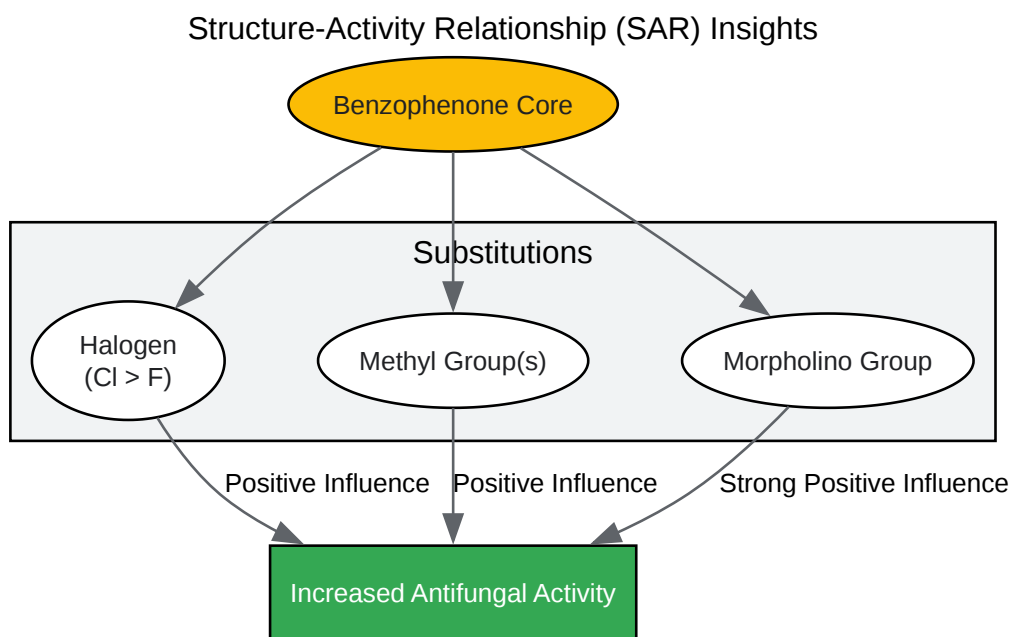 Structure-Activity Relationship (SAR) Insights
Benzophenone Core
Substitutions
Halogen
(Cl > F)
Methyl Group(s)
Morpholino Group
Positive Influence
Positive Influence
Strong Positive Influence
Increased Antifungal Activity